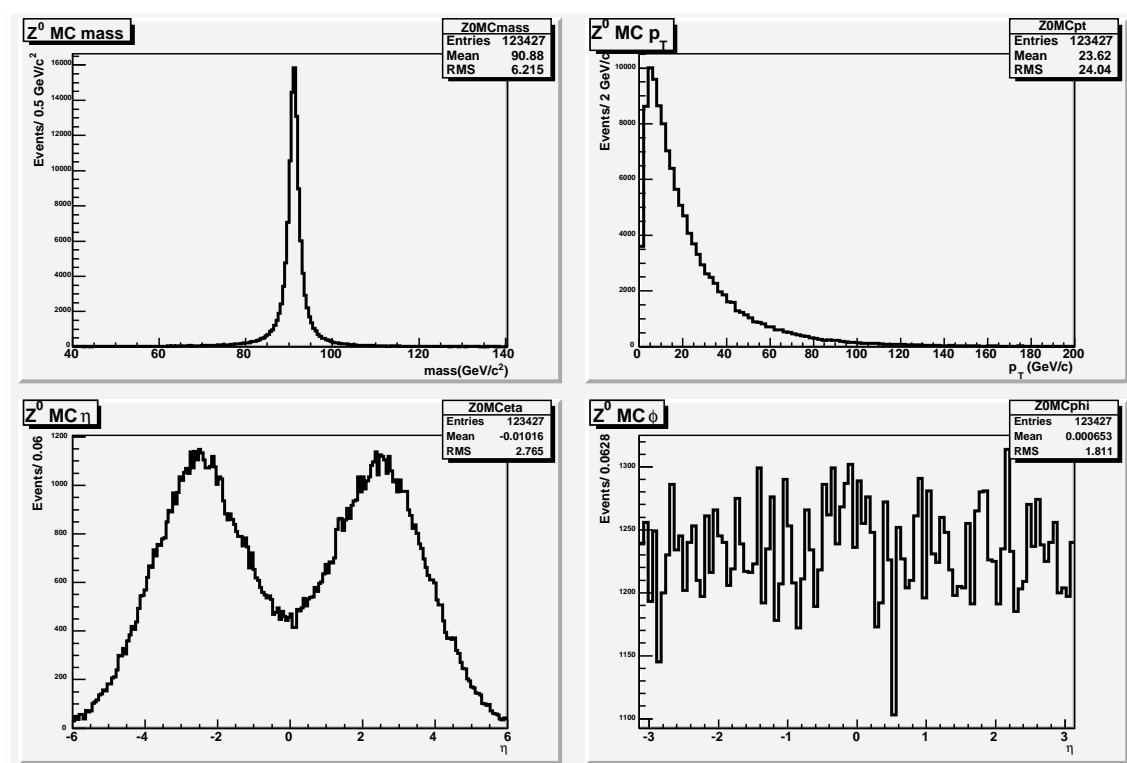 Z⁰ MC mass
Z0MCmass
Entries 123427
Mean 90.88
RMS 6.215
Events/ 0.5 GeV/c²
16000
14000
12000
10000
8000
6000
4000
2000
0
40 60 80 100 120 140
mass(GeV/c²)
Z⁰ MC p_T
Z0MCpt
Entries 123427
Mean 23.62
RMS 24.04
Events/ 2 GeV/c
10000
8000
6000
4000
2000
0
0 20 40 60 80 100 120 140 160 180 200
p_T (GeV/c)
Z⁰ MC η
Z0MCeta
Entries 123427
Mean -0.01016
RMS 2.765
Events/ 0.06
1200
1000
800
600
400
200
0
-6 -4 -2 0 2 4 6
η
Z⁰ MC ϕ
Z0MCphi
Entries 123427
Mean 0.000653
RMS 1.811
Events/ 0.0628
1300
1250
1200
1150
1100
-3 -2 -1 0 1 2 3
η